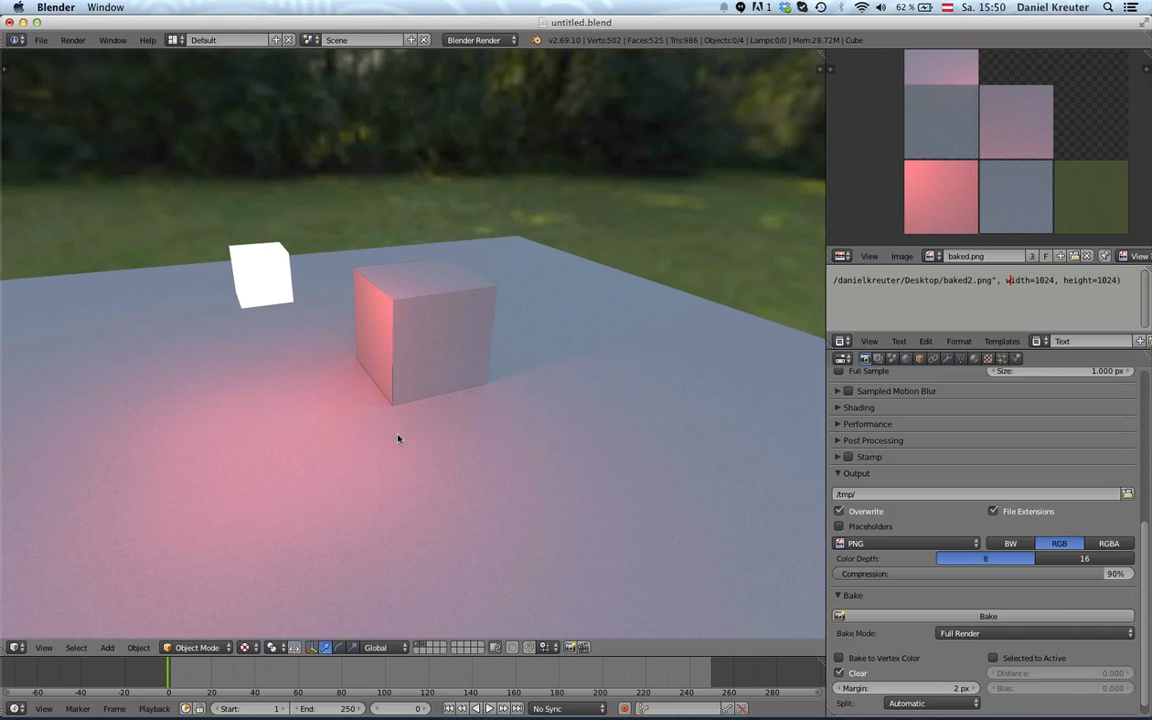 Blender Window 1 62 % Sa. 15:50 Daniel Kreuter
untitled.blend
File Render Window Help Default Scene Blender Render v2.69.10 | Verts:502 | Faces:525 | Tris:986 | Objects:0/4 | Lamps:0/0 | Mem:28.72M | Cube
View Image baked.png 3 F View
/danielkreuter/Desktop/baked2.png", width=1024, height=1024)
View Text Edit Format Templates Text
Full Sample Size: 1.000 px
Sampled Motion Blur
Shading
Performance
Post Processing
Stamp
Output
/tmp/
Overwrite File Extensions
Placeholders
PNG BW RGB RGBA
Color Depth: 8 16
Compression: 90%
Bake
Bake
Bake Mode: Full Render
Bake to Vertex Color Selected to Active
Clear Distance: 0.000
Margin: 2 px Bias: 0.000
Split: Automatic
View Select Add Object Object Mode Global
-60 -40 -20 0 20 40 60 80 100 120 140 160 180 200 220 240 260 280
View Marker Frame Playback Start: 1 End: 250 0 No Sync